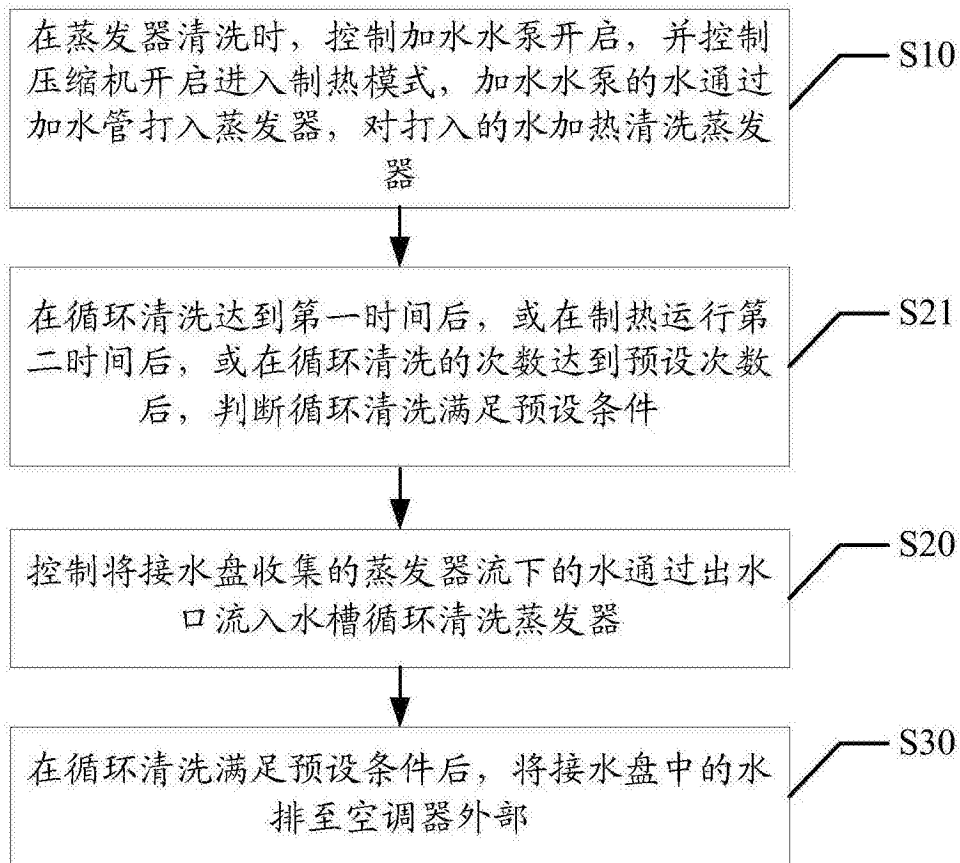 在蒸发器清洗时，控制加水水泵开启，并控制
压缩机开启进入制热模式，加水水泵的水通过
加水管打入蒸发器，对打入的水加热清洗蒸发
器
S10
在循环清洗达到第一时间后，或在制热运行第
二时间后，或在循环清洗的次数达到预设次数
后，判断循环清洗满足预设条件
S21
控制将接水盘收集的蒸发器流下的水通过出水
口流入水槽循环清洗蒸发器
S20
在循环清洗满足预设条件后，将接水盘中的水
排至空调器外部
S30